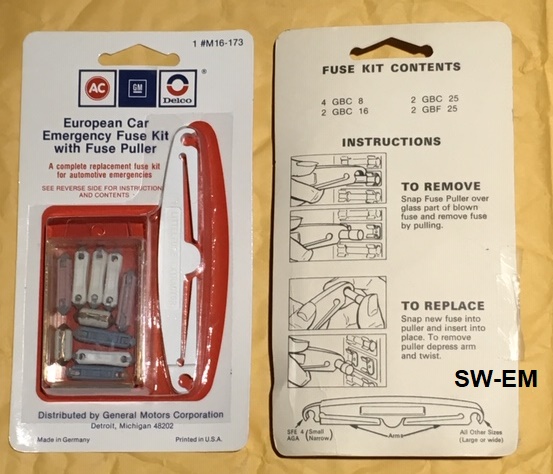 1 #M16-173
AC
GM
Delco
®
European Car
Emergency Fuse Kit
with Fuse Puller
A complete replacement fuse kit
for automotive emergencies
SEE REVERSE SIDE FOR INSTRUCTION
AND CONTENTS
Distributed by General Motors Corporation
Detroit, Michigan 48202
Made in Germany
Printed in U.S.A.
FUSE KIT CONTENTS
4 GBC 8 2 GBC 25
2 GBC 16 2 GBF 25
INSTRUCTIONS
TO REMOVE
Snap Fuse Puller over
glass part of blown
fuse and remove fuse
by pulling.
TO REPLACE
Snap new fuse into
puller and insert into
place. To remove
puller depress arm
and twist.
SW-EM
SFE 4 (Small
AGA Narrow)
Arms
All Other Sizes
(Large or wide)